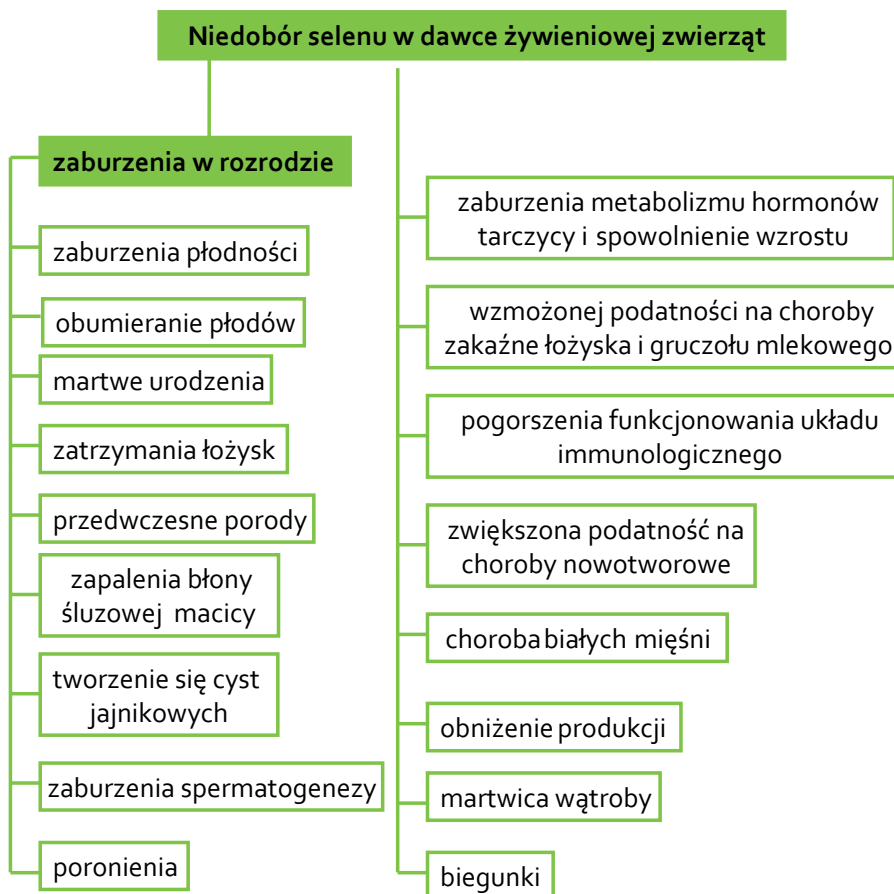 Niedobór selenu w dawce żywieniowej zwierząt
zaburzenia w rozrodzie
zaburzenia płodności
obumieranie płodów
martwe urodzenia
zatrzymania łożysk
przedwczesne porody
zapalenia błony
śluzowej macicy
tworzenie się cyst
jajnikowych
zaburzenia spermatogenezy
poronienia
zaburzenia metabolizmu hormonów
tarczycy i spowolnienie wzrostu
wzmożonej podatności na choroby
zakaźne łożyska i gruczołu mlekowego
pogorszenia funkcjonowania układu
immunologicznego
zwiększona podatność na
choroby nowotworowe
choroba białych mięśni
obniżenie produkcji
martwica wątroby
biegunki